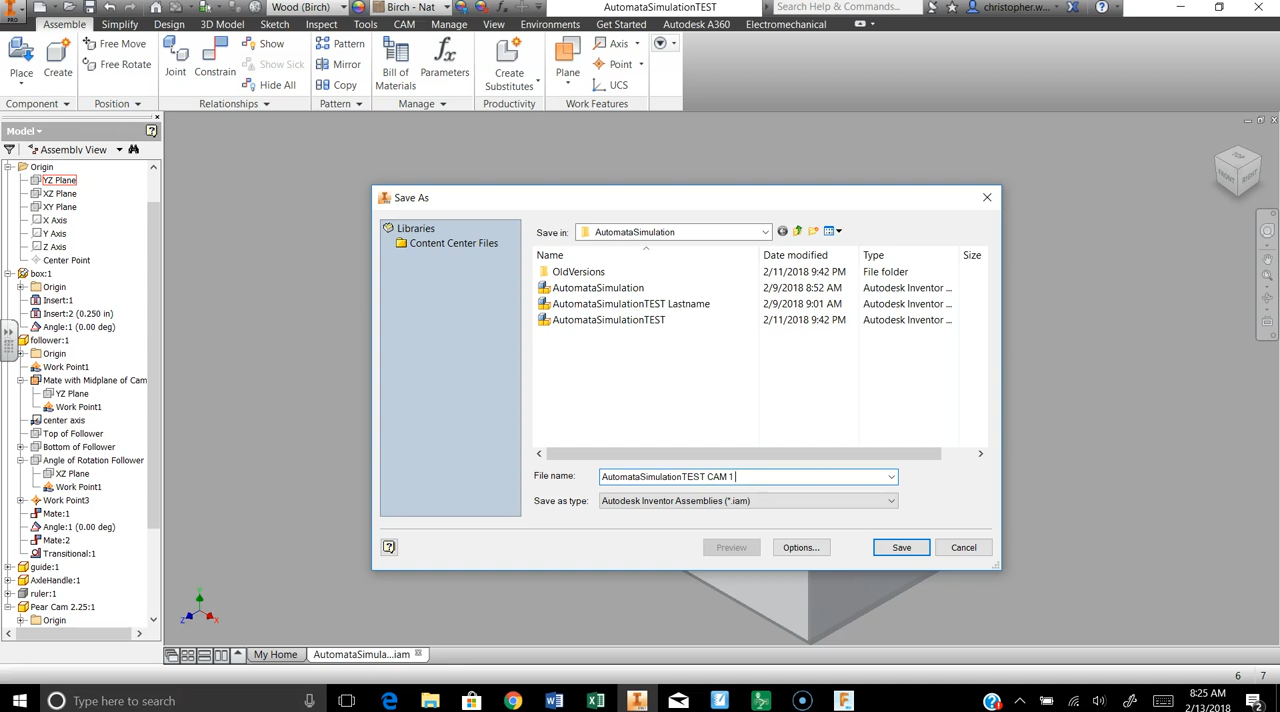 Wood (Birch)
Birch - Nat
AutomataSimulationTEST
Search Help & Commands...
christopher.w...
Assemble Simplify Design 3D Model Sketch Inspect Tools CAM Manage View Environments Get Started Autodesk A360 Electromechanical
Place
Create
Free Move
Free Rotate
Joint
Constrain
Show
Show Sick
Hide All
Pattern
Mirror
Copy
Bill of
Materials
Parameters
Create
Substitutes
Plane
Axis
Point
UCS
Component Position Relationships Pattern Manage Productivity Work Features
Model
Assembly View
Origin
YZ Plane
XZ Plane
XY Plane
X Axis
Y Axis
Z Axis
Center Point
box:1
Origin
Insert:1
Insert:2 (0.250 in)
Angle:1 (0.00 deg)
follower:1
Origin
Work Point1
Mate with Midplane of Cam
YZ Plane
Work Point1
center axis
Top of Follower
Bottom of Follower
Angle of Rotation Follower
XZ Plane
Work Point1
Work Point3
Mate:1
Angle:1 (0.00 deg)
Mate:2
Transitional:1
guide:1
AxleHandle:1
ruler:1
Pear Cam 2.25:1
Origin
Save As
Libraries
Content Center Files
Save in: AutomataSimulation
Name Date modified Type Size
OldVersions 2/11/2018 9:42 PM File folder
AutomataSimulation 2/9/2018 8:52 AM Autodesk Inventor ...
AutomataSimulationTEST Lastname 2/9/2018 9:01 AM Autodesk Inventor ...
AutomataSimulationTEST 2/11/2018 9:42 PM Autodesk Inventor ...
File name: AutomataSimulationTEST CAM 1
Save as type: Autodesk Inventor Assemblies (*.iam)
Preview Options... Save Cancel
TOP
FRONT
RIGHT
Y
Z
X
My Home AutomataSimula...iam
6 7
Type here to search
8:25 AM
2/13/2018
2